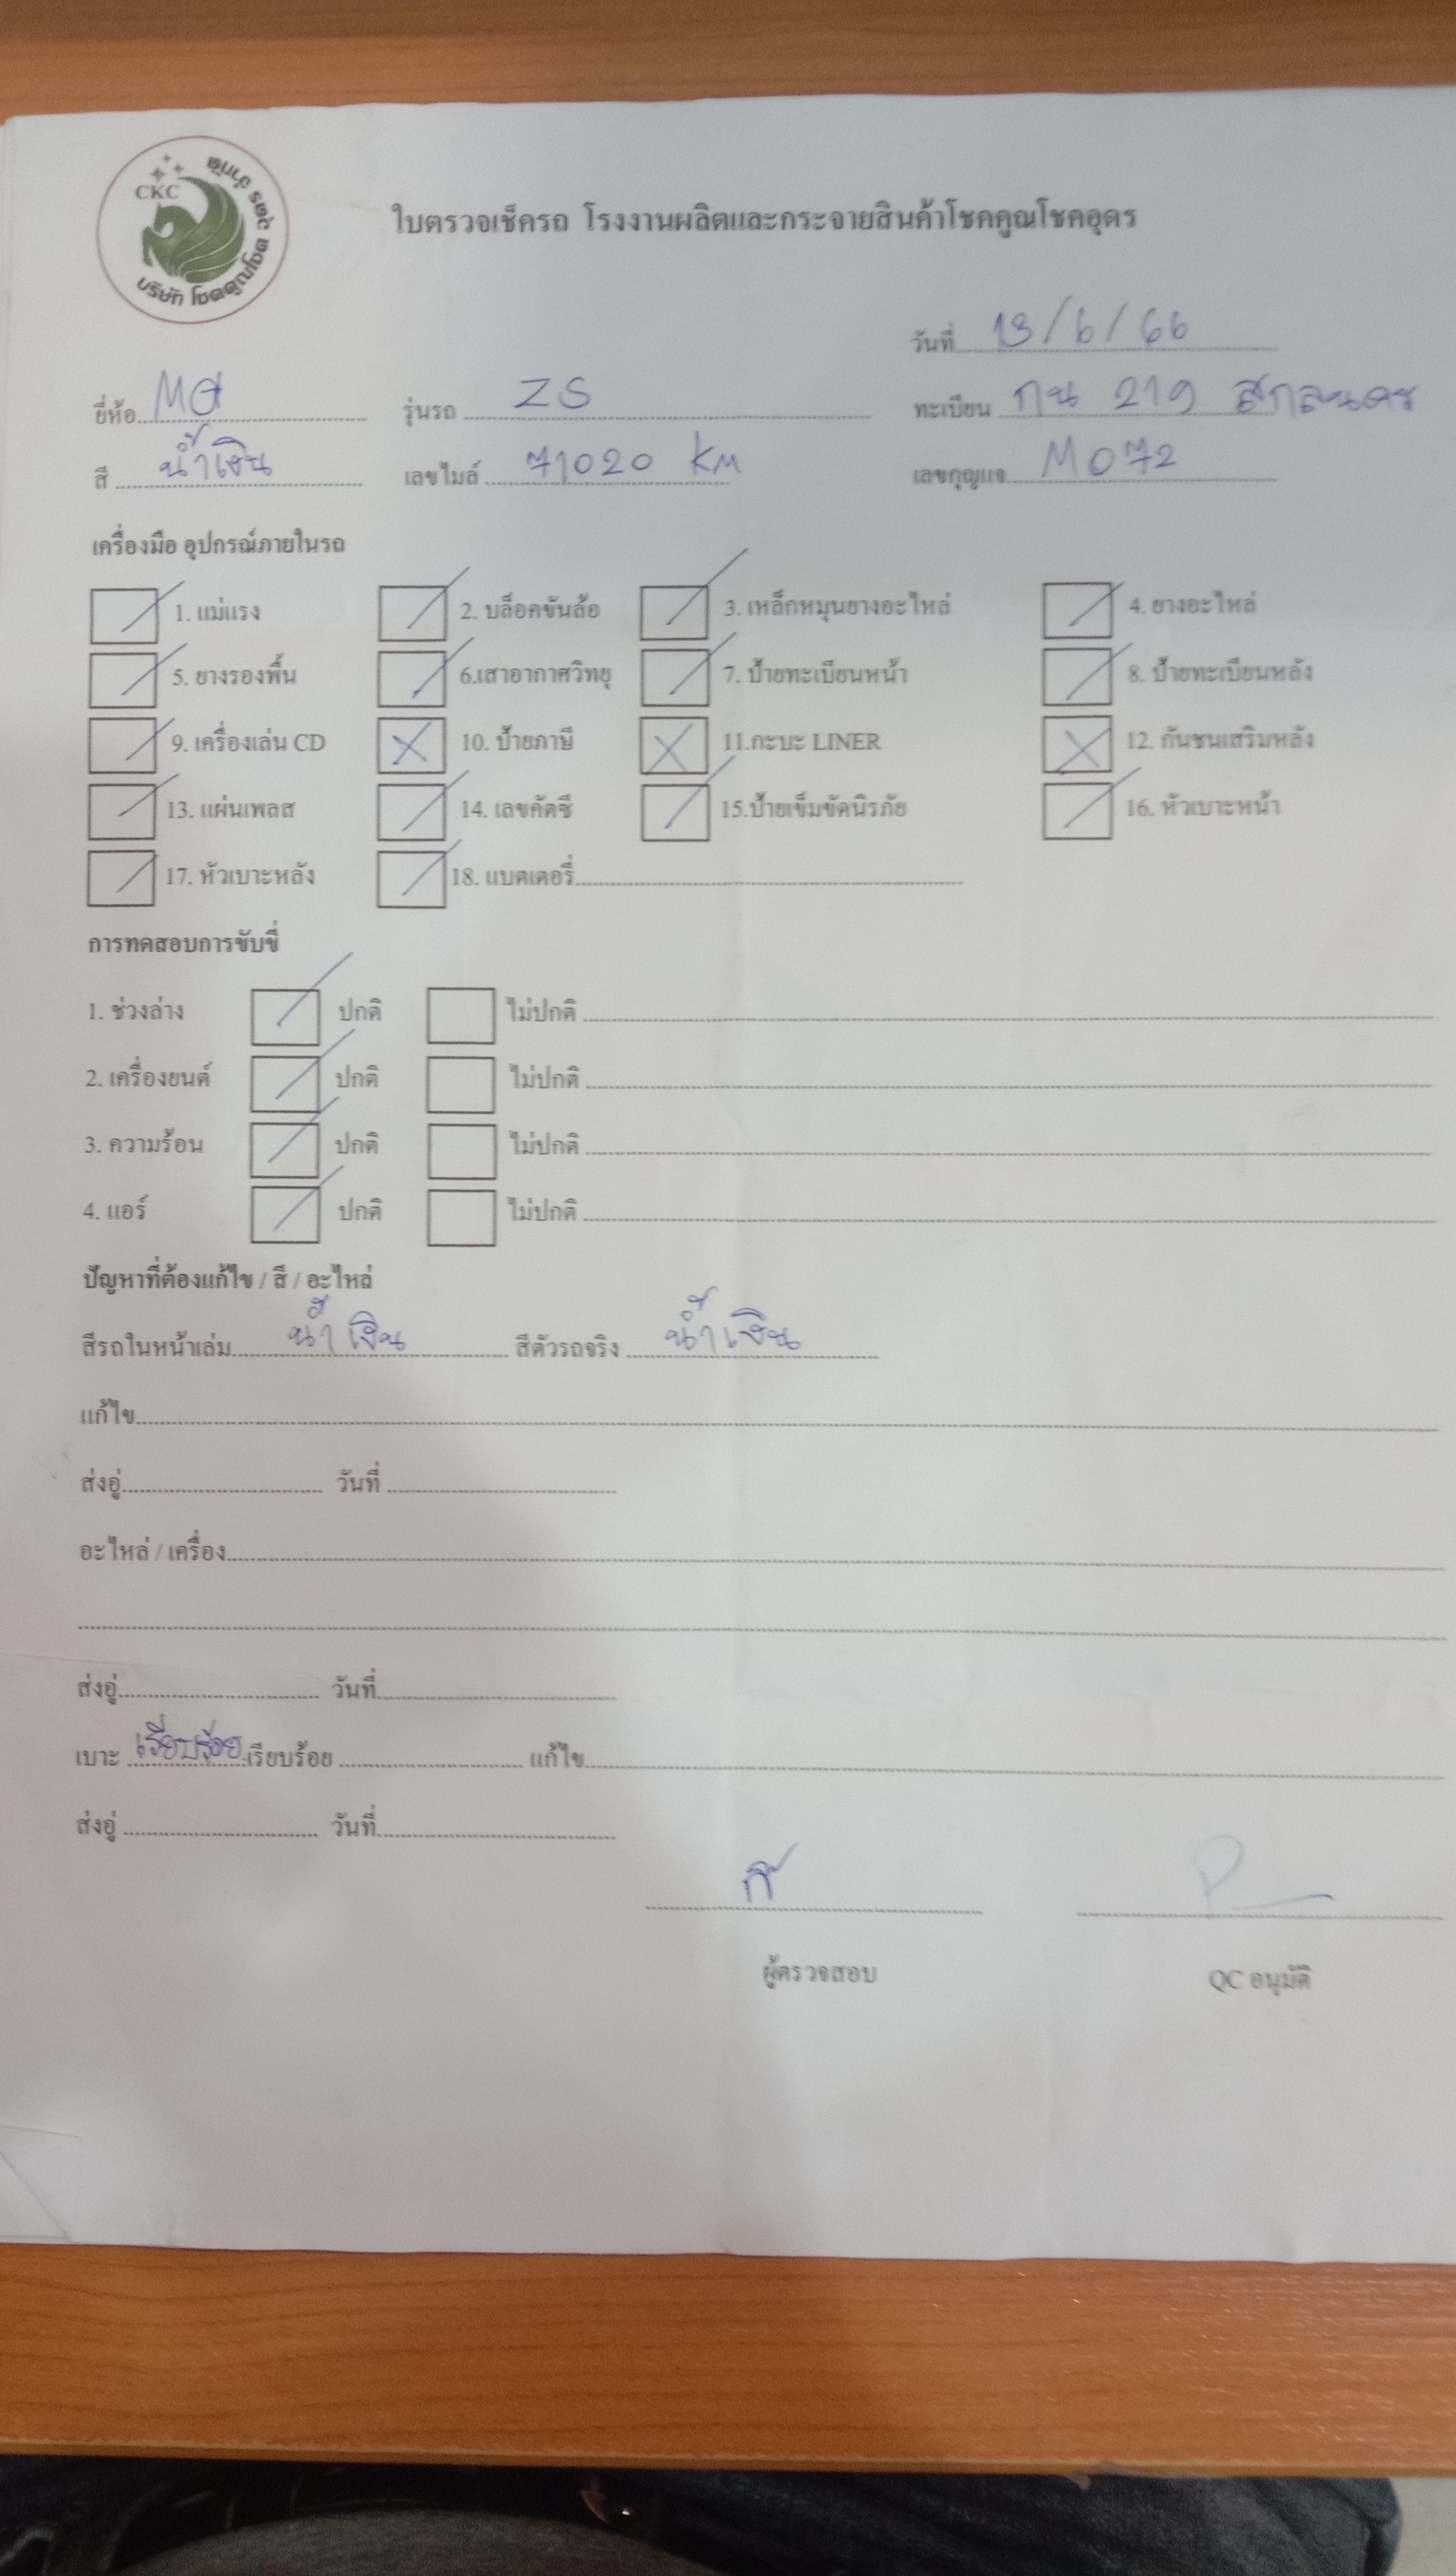 CKC
บริษัท โชคคูณโชค อุดร จำกัด
ใบตรวจเช็ครถ โรงงานผลิตและกระจายสินค้าโชคคูณโชคอุดร
วันที่ 13/6/66
ยี่ห้อ MG รุ่นรถ ZS ทะเบียน กน 219 สกลนคร
สี น้ำเงิน เลขไมล์ 71020 KM เลขกุญแจ M072
เครื่องมือ อุปกรณ์ภายในรถ
1. แม่แรง 2. บล็อคขันล้อ 3. เหล็กหมุนยางอะไหล่ 4. ยางอะไหล่
5. ยางรองพื้น 6.เสาอากาศวิทยุ 7. ป้ายทะเบียนหน้า 8. ป้ายทะเบียนหลัง
9. เครื่องเล่น CD 10. ป้ายภาษี 11.กะบะ LINER 12. กันชนเสริมหลัง
13. แผ่นเพลส 14. เลขคัตซี 15.ป้ายเข็มขัดนิรภัย 16. หัวเบาะหน้า
17. หัวเบาะหลัง 18. แบตเตอรี่
การทดสอบการขับขี่
1. ช่วงล่าง ปกติ ไม่ปกติ
2. เครื่องยนต์ ปกติ ไม่ปกติ
3. ความร้อน ปกติ ไม่ปกติ
4. แอร์ ปกติ ไม่ปกติ
ปัญหาที่ต้องแก้ไข / สี / อะไหล่
สีรถในหน้าเล่ม น้ำเงิน สีตัวรถจริง น้ำเงิน
แก้ไข
ส่งอู่ วันที่
อะไหล่ / เครื่อง
ส่งอู่ วันที่
เบาะ เรียบร้อย เรียบร้อย แก้ไข
ส่งอู่ วันที่
ผู้ตรวจสอบ QC อนุมัติ